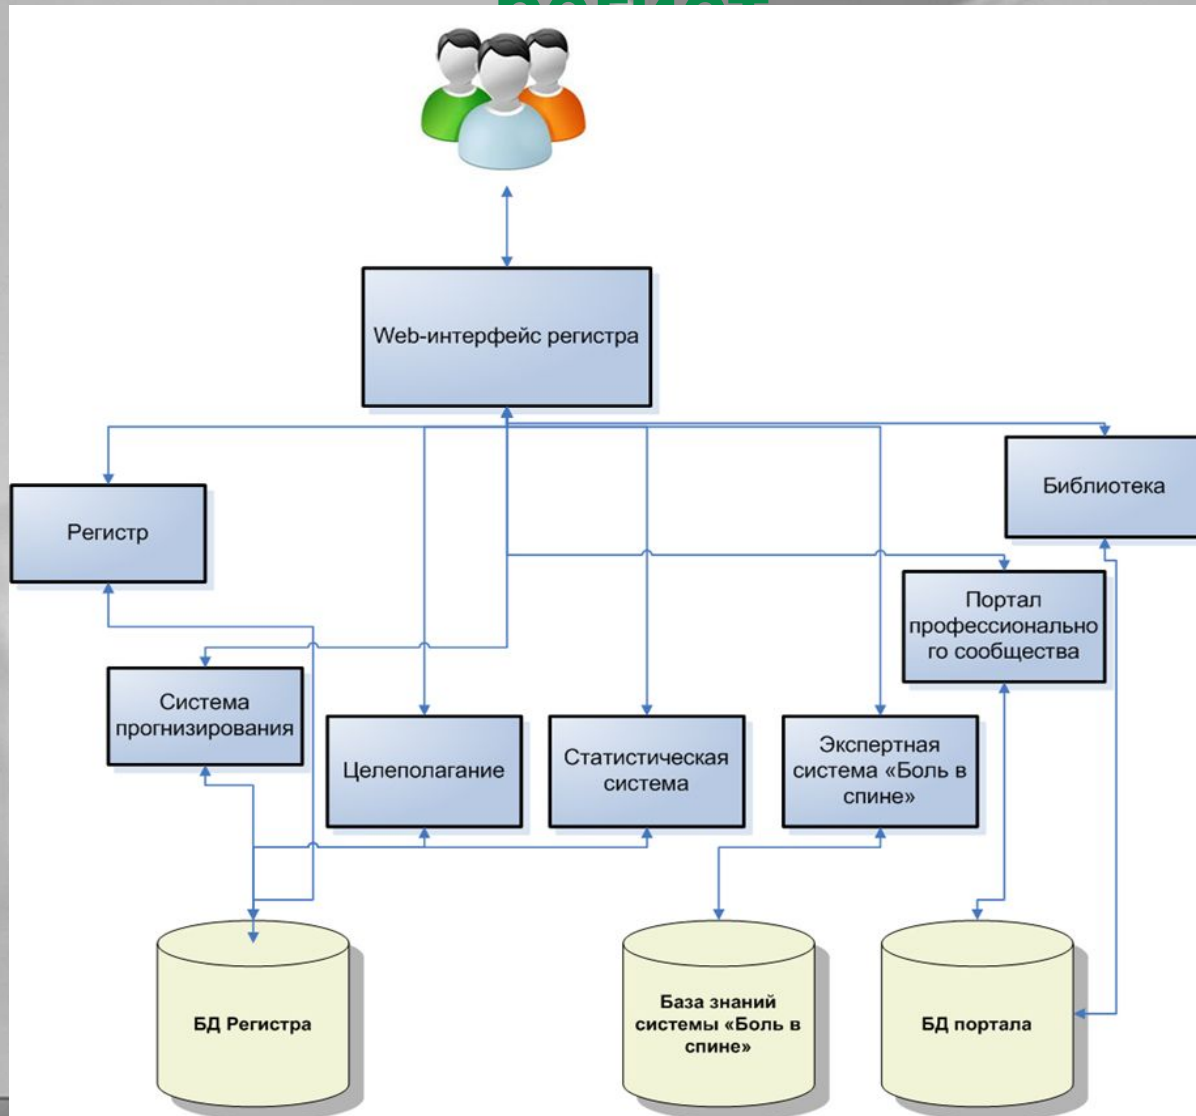 Web-интерфейс регистра
Библиотека
Регистр
Портал
профессионально
го сообщества
Система
прогнизирования
Целеполагание
Статистическая
система
Экспертная
система «Боль в
спине»
БД Регистра
База знаний
системы «Боль в
спине»
БД портала